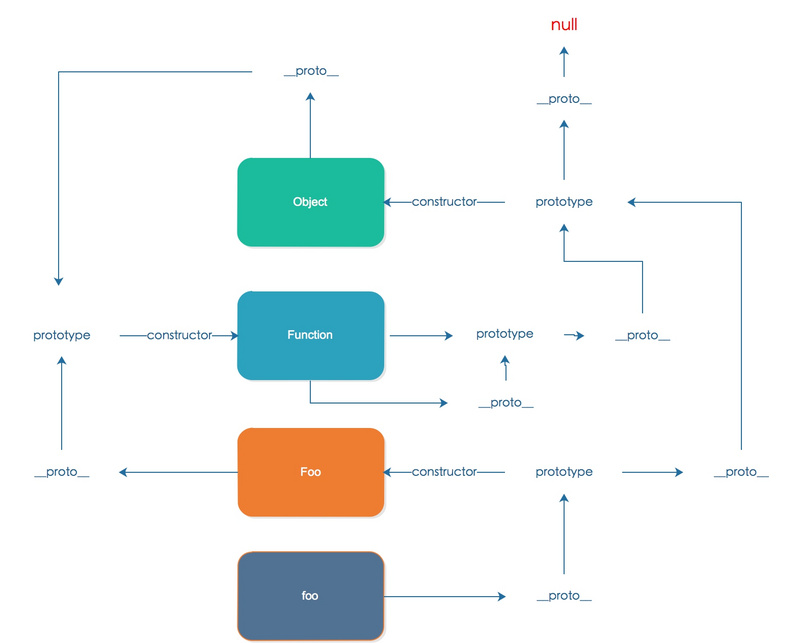 null
__proto__
__proto__
Object
constructor
prototype
prototype
constructor
Function
prototype
__proto__
__proto__
__proto__
Foo
constructor
prototype
__proto__
foo
__proto__